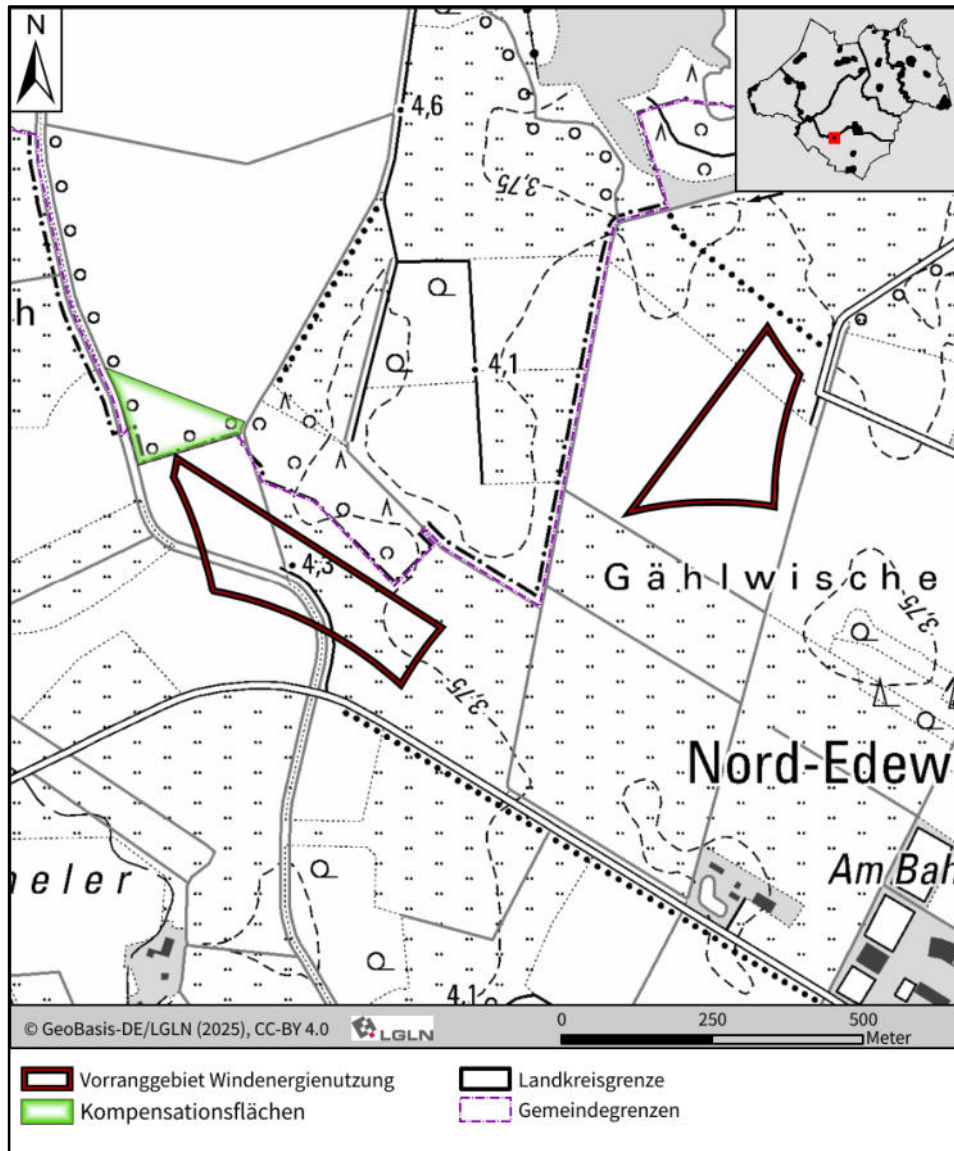 N
4,6
3,75
h
4,1
4,3
Gählwische
3,75
3,75
Nord-Edew
Am Bah
heler
4,1
© GeoBasis-DE/LGLN (2025), CC-BY 4.0 LGLN
0 250 500
Meter
Vorranggebiet Windenergienutzung
Landkreisgrenze
Kompensationsflächen
Gemeindegrenzen